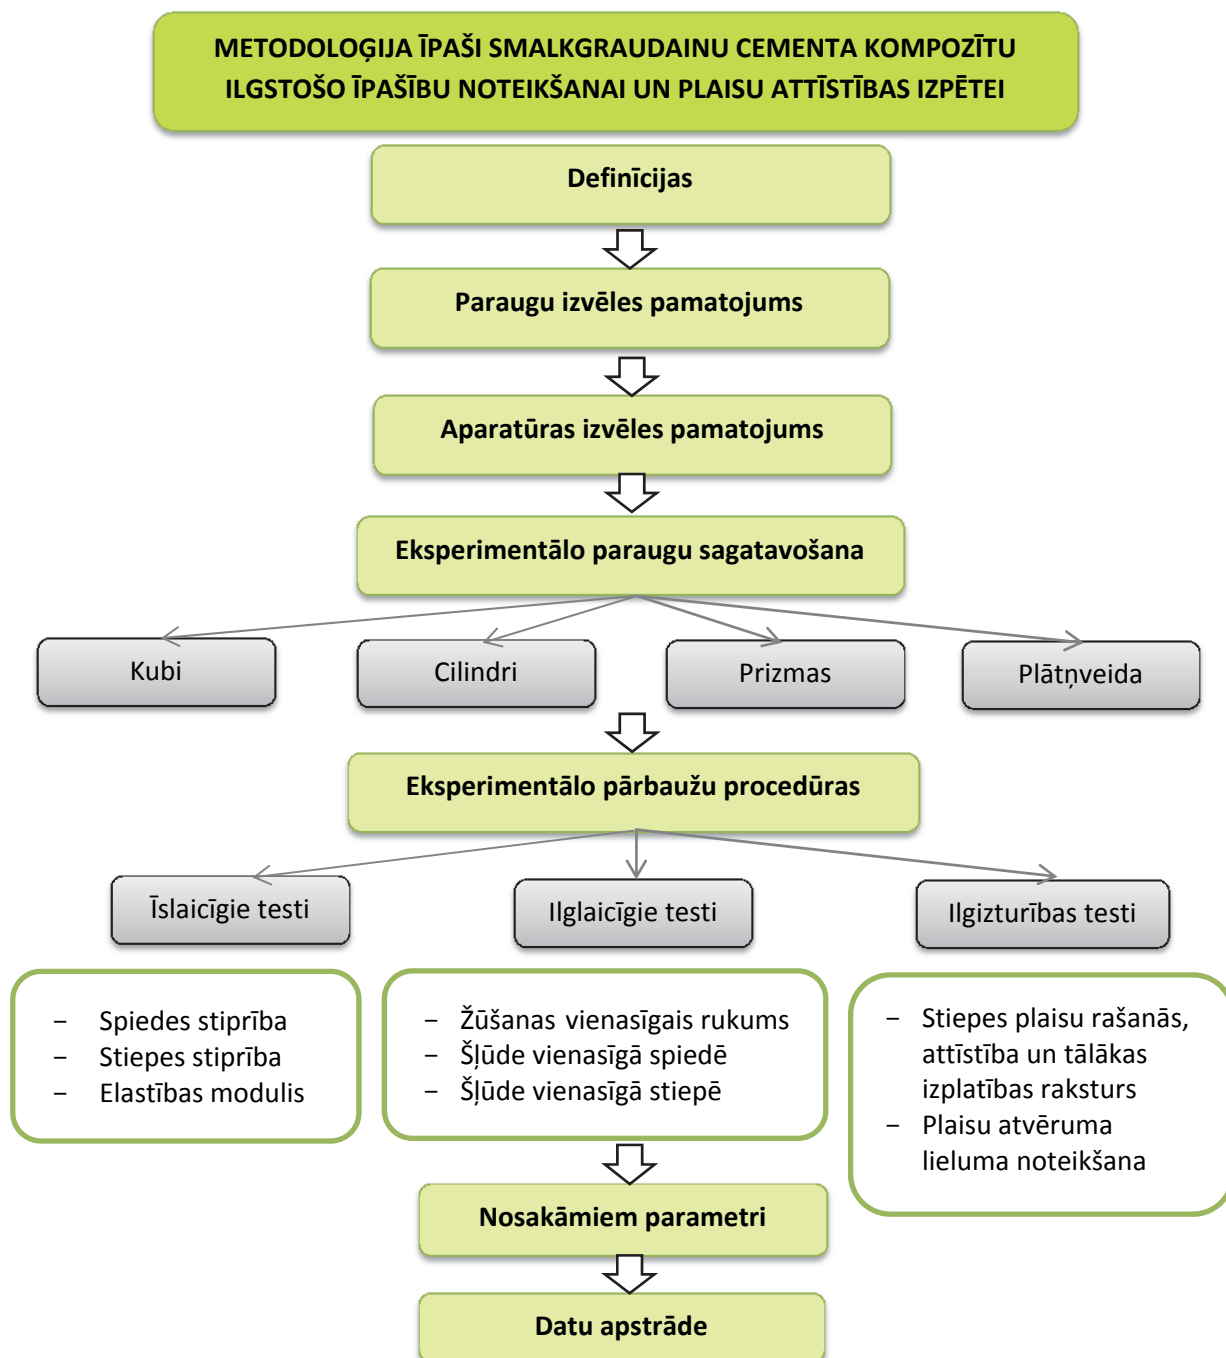 METODOLOĢIJA ĪPAŠI SMALKGRAUDAINU CEMENTA KOMPOZĪTU
ILGSTOŠO ĪPAŠĪBU NOTEIKŠANAI UN PLAISU ATTĪSTĪBAS IZPĒTEI
Definīcijas
Paraugu izvēles pamatojums
Aparatūras izvēles pamatojums
Eksperimentālo paraugu sagatavošana
Kubi
Cilindri
Prizmas
Plātņveida
Eksperimentālo pārbaužu procedūras
Īslaicīgie testi
Ilglaicīgie testi
Ilgizturības testi
− Spiedes stiprība
− Stiepes stiprība
− Elastības modulis
− Žūšanas vienasīgais rukums
− Šļūde vienasīgā spiedē
− Šļūde vienasīgā stiepē
− Stiepes plaisu rašanās,
attīstība un tālākas
izplatības raksturs
− Plaisu atvēruma
lieluma noteikšana
Nosakāmiem parametri
Datu apstrāde